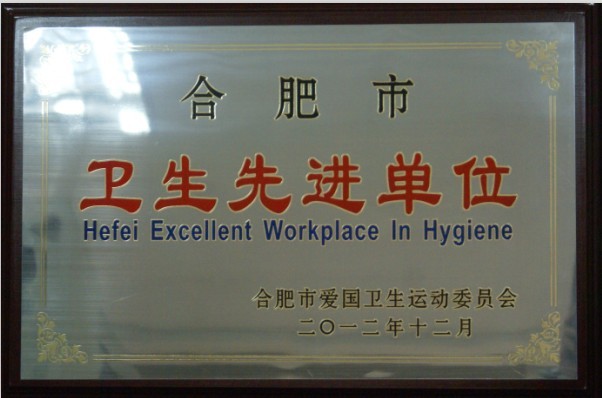 合肥市
卫生先进单位
Hefei Excellent Workplace In Hygiene
合肥市爱国卫生运动委员会
二〇一二年十二月